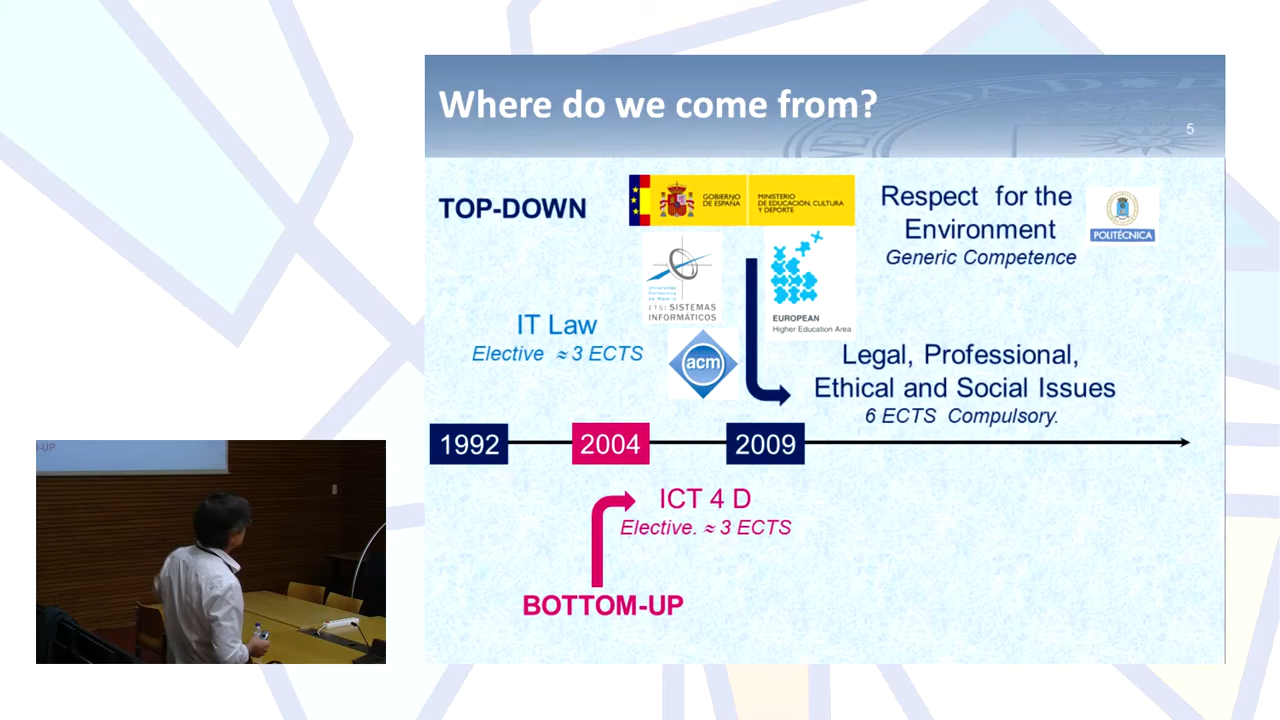 Where do we come from?
5
TOP-DOWN
GOBIERNO
DE ESPAÑA
MINISTERIO
DE EDUCACIÓN, CULTURA
Y DEPORTE
Respect for the
Environment
Generic Competence
POLITÉCNICA
Universidad
Politécnica
de Madrid
ETSI SISTEMAS
INFORMÁTICOS
EUROPEAN
Higher Education Area
IT Law
Elective ≈ 3 ECTS
acm
Legal, Professional,
Ethical and Social Issues
6 ECTS Compulsory.
1992
2004
2009
ICT 4 D
Elective. ≈ 3 ECTS
BOTTOM-UP
-UP